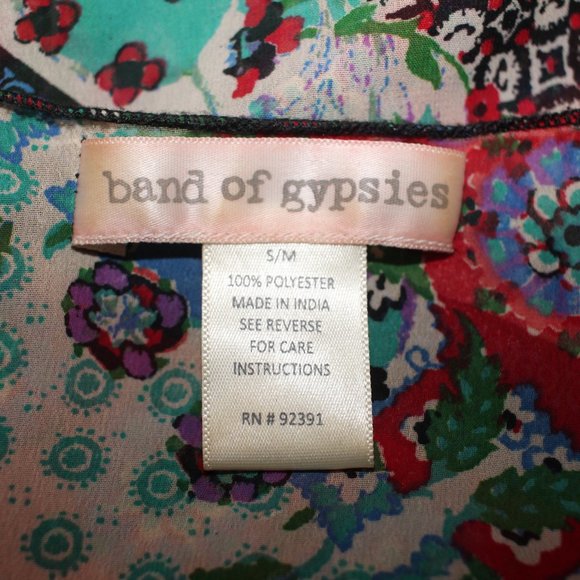 band of gypsies
S/M
100% POLYESTER
MADE IN INDIA
SEE REVERSE
FOR CARE
INSTRUCTIONS
RN # 92391